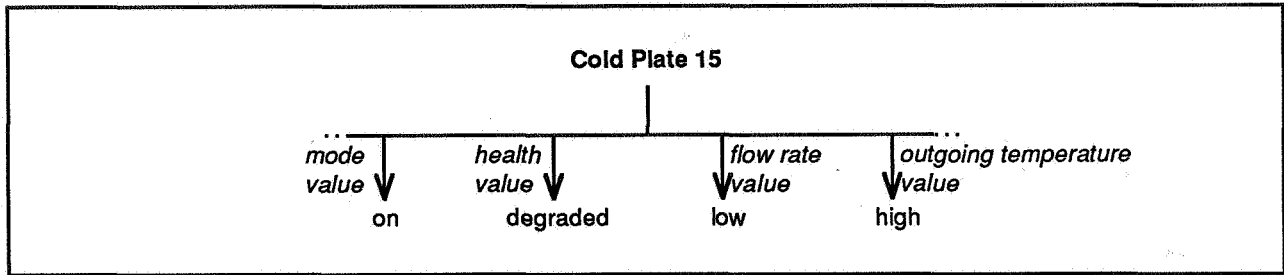 Cold Plate 15
... ...
mode health flow rate outgoing temperature
value value value value
on degraded low high